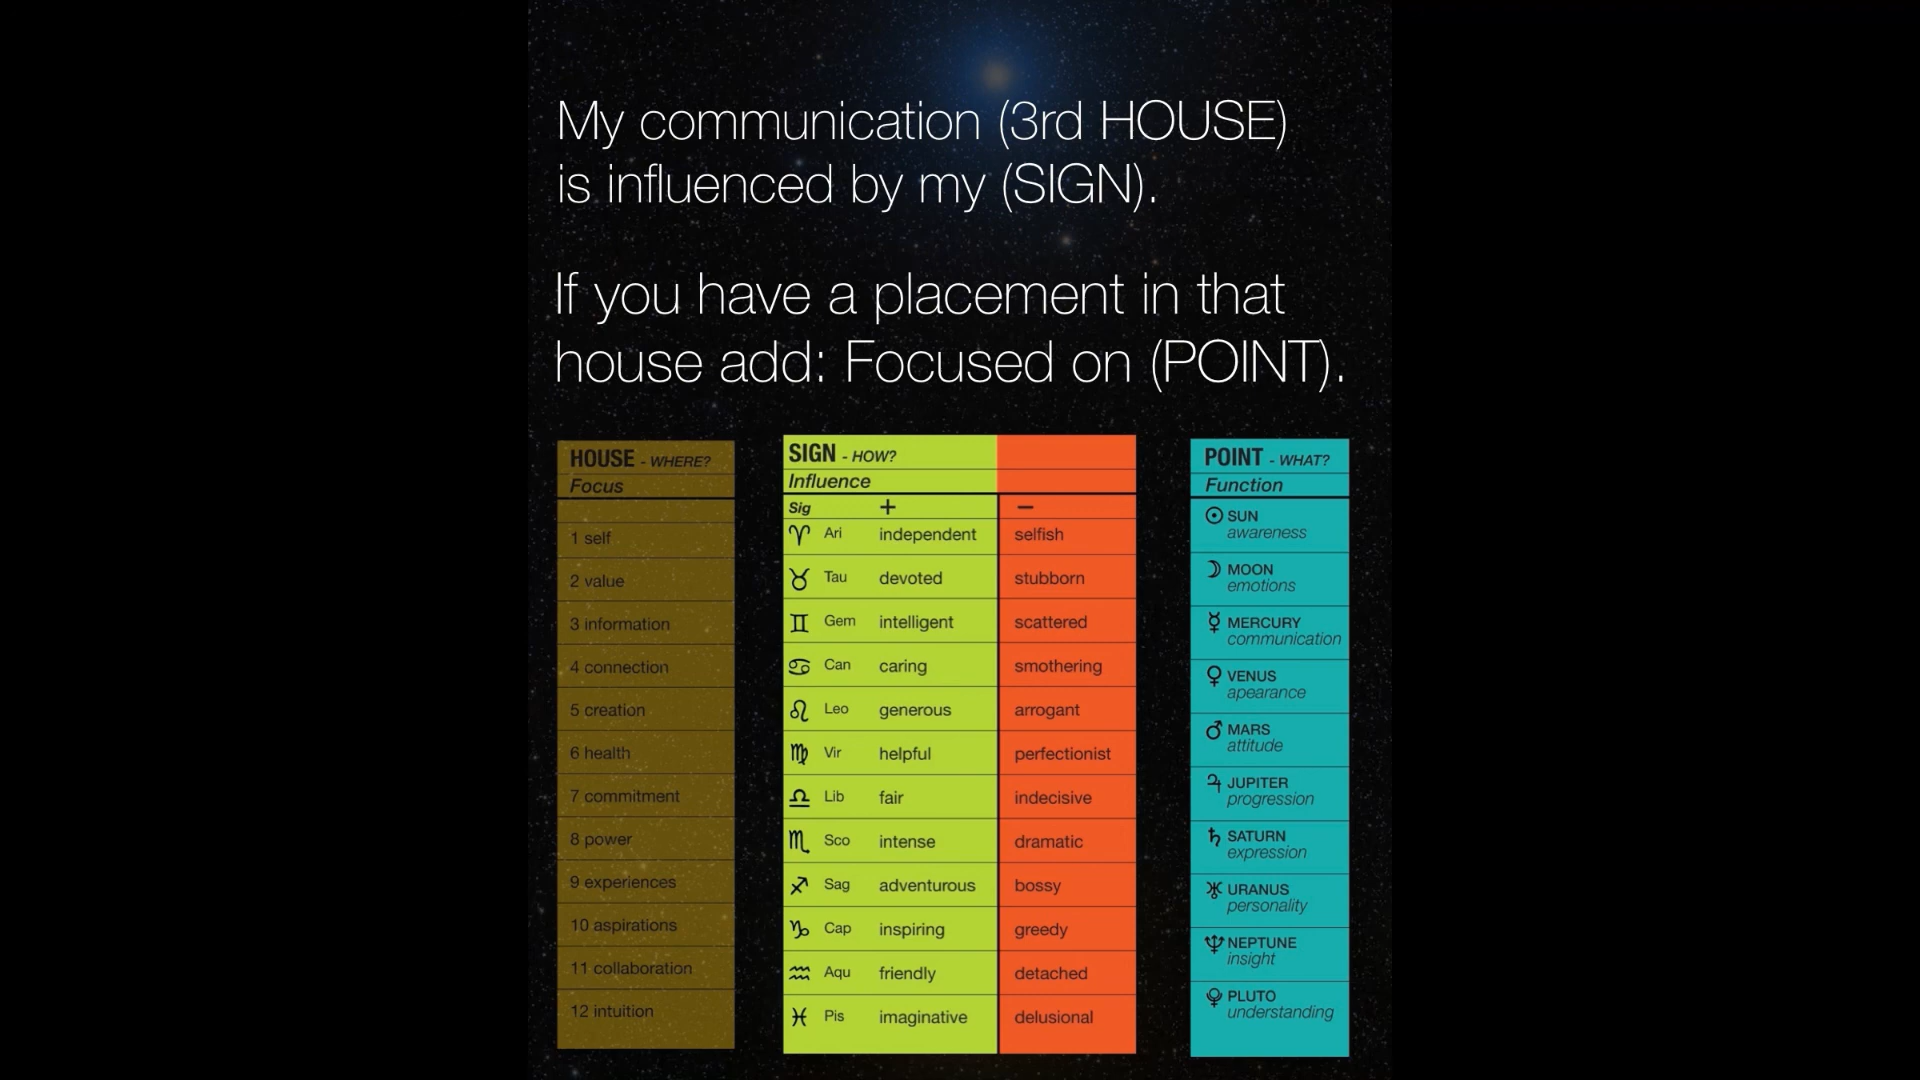 My communication (3rd HOUSE)
is influenced by my (SIGN).
If you have a placement in that
house add: Focused on (POINT).
HOUSE - WHERE?
Focus
1 self
2 value
3 information
4 connection
5 creation
6 health
7 commitment
8 power
9 experiences
10 aspirations
11 collaboration
12 intuition
SIGN - HOW?
Influence
Sig + −
♈ Ari independent selfish
♉ Tau devoted stubborn
♊ Gem intelligent scattered
♋ Can caring smothering
♌ Leo generous arrogant
♍ Vir helpful perfectionist
♎ Lib fair indecisive
♏ Sco intense dramatic
♐ Sag adventurous bossy
♑ Cap inspiring greedy
♒ Aqu friendly detached
♓ Pis imaginative delusional
POINT - WHAT?
Function
☉ SUN
awareness
☽ MOON
emotions
☿ MERCURY
communication
♀ VENUS
apearance
♂ MARS
attitude
♃ JUPITER
progression
♄ SATURN
expression
♅ URANUS
personality
♆ NEPTUNE
insight
♇ PLUTO
understanding